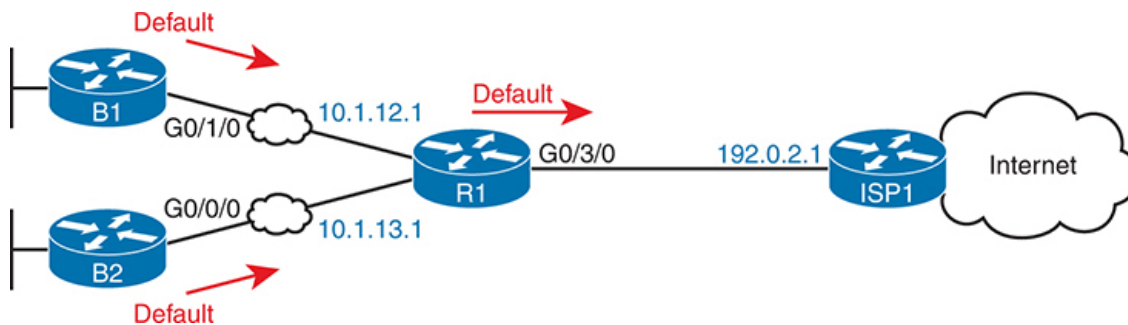 Default
B1
G0/1/0
10.1.12.1
Default
R1
G0/3/0
192.0.2.1
ISP1
Internet
G0/0/0
10.1.13.1
B2
Default